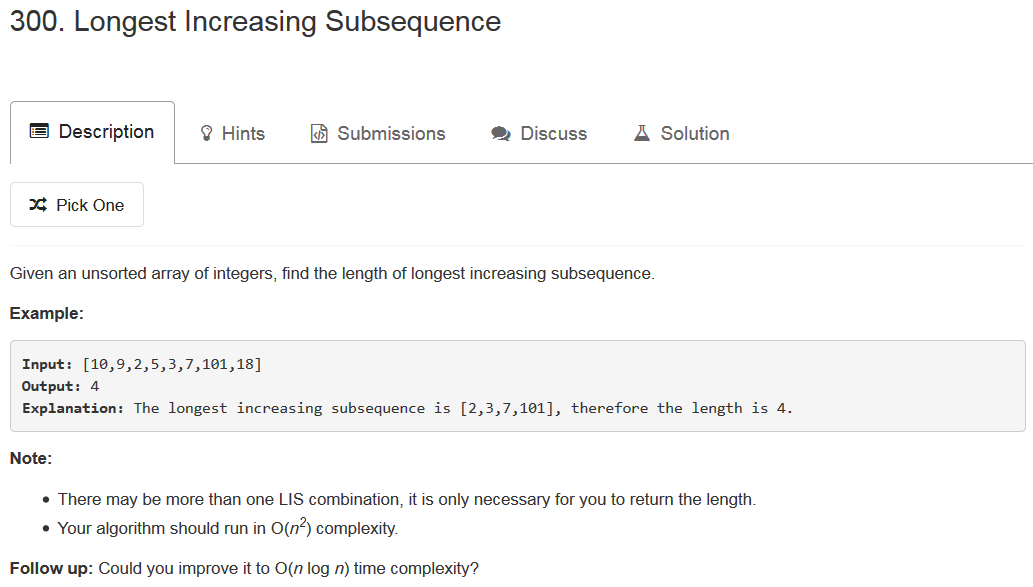 300. Longest Increasing Subsequence
Description Hints Submissions Discuss Solution
Pick One
Given an unsorted array of integers, find the length of longest increasing subsequence.
Example:
Input: [10,9,2,5,3,7,101,18]
Output: 4
Explanation: The longest increasing subsequence is [2,3,7,101], therefore the length is 4.
Note:
• There may be more than one LIS combination, it is only necessary for you to return the length.
• Your algorithm should run in O(n²) complexity.
Follow up: Could you improve it to O(n log n) time complexity?